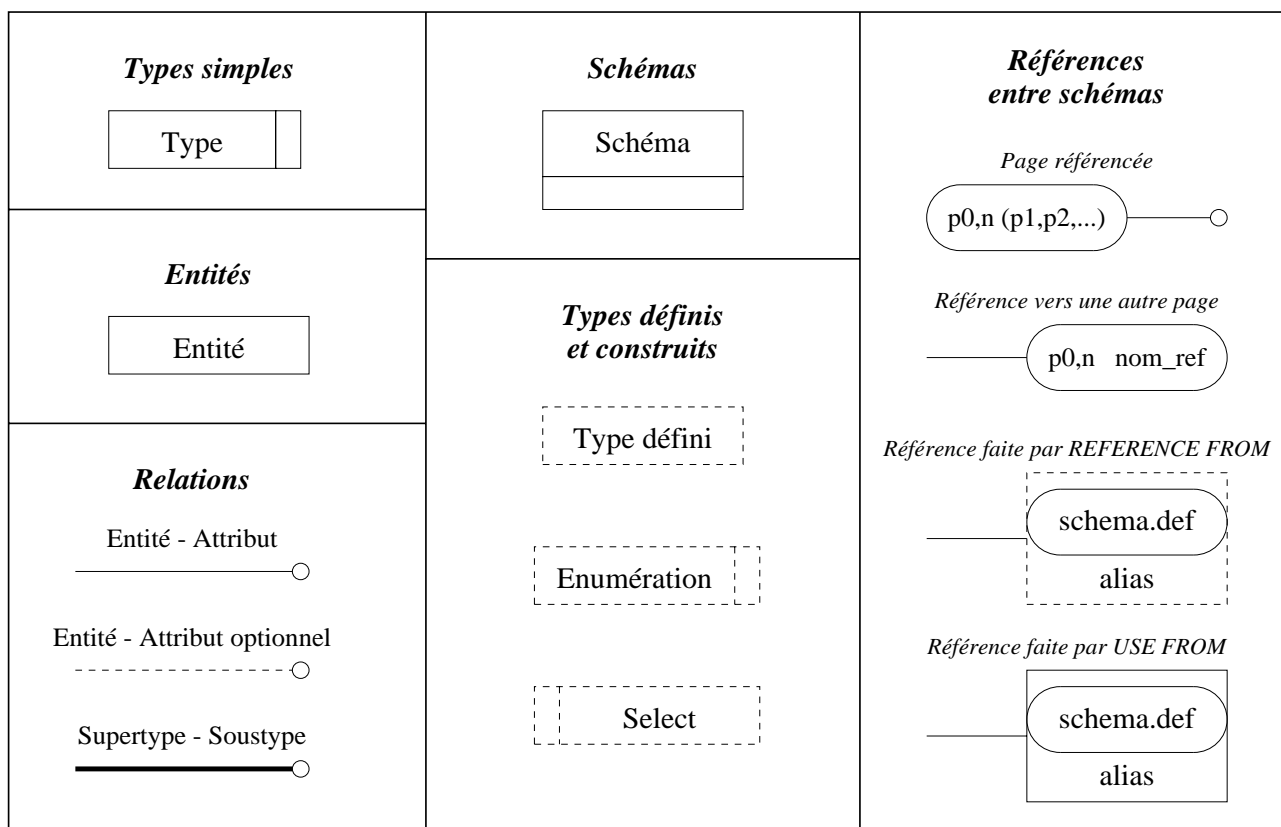 Types simples
Type
Entités
Entité
Relations
Entité - Attribut
Entité - Attribut optionnel
Supertype - Soustype
Schémas
Schéma
Types définis
et construits
Type défini
Enumération
Select
Références
entre schémas
Page référencée
p0,n (p1,p2,...)
Référence vers une autre page
p0,n nom_ref
Référence faite par REFERENCE FROM
schema.def
alias
Référence faite par USE FROM
schema.def
alias